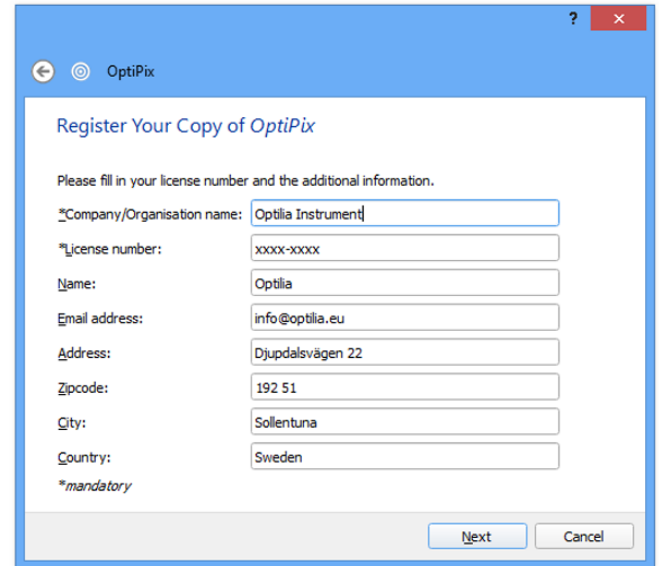 ? ×
OptiPix
Register Your Copy of OptiPix
Please fill in your license number and the additional information.
*Company/Organisation name: Optilia Instrument
*License number: xxxx-xxxx
Name: Optilia
Email address: info@optilia.eu
Address: Djupdalsvägen 22
Zipcode: 192 51
City: Sollentuna
Country: Sweden
*mandatory
Next Cancel